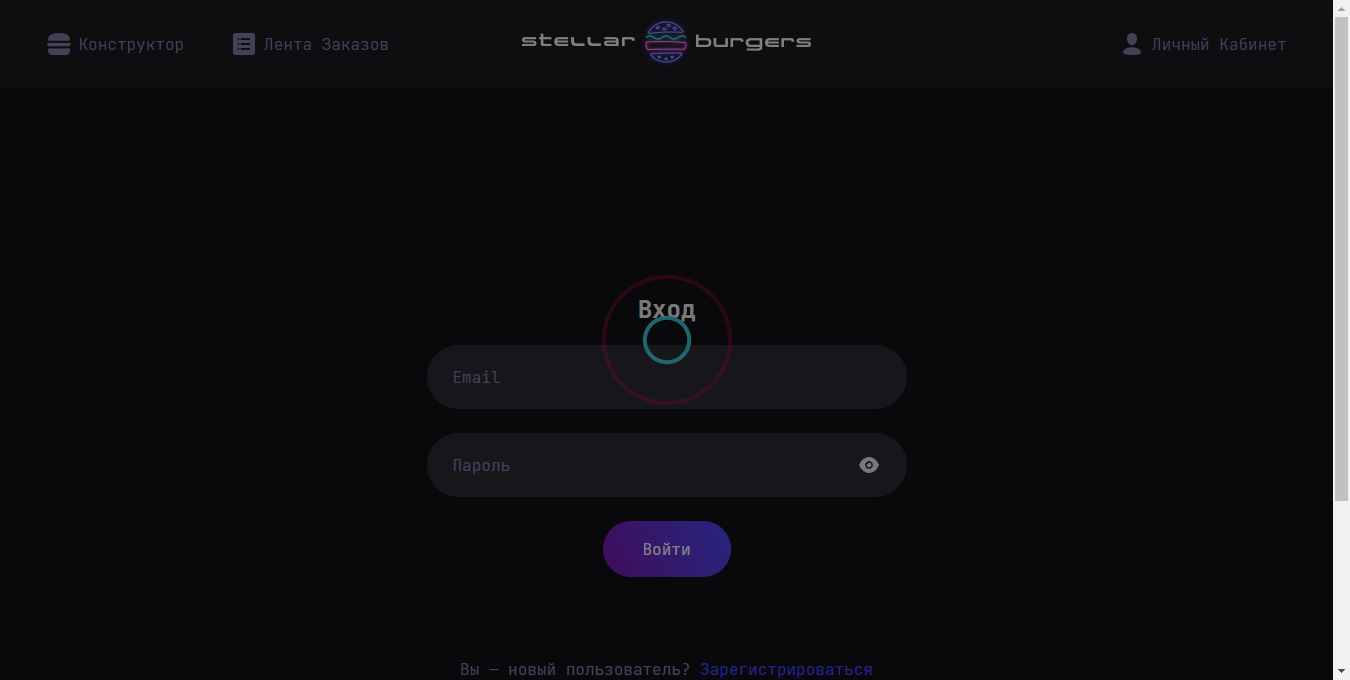 Конструктор
Лента Заказов
stellar burgers
Личный Кабинет
Вход
Email
Пароль
Войти
Вы — новый пользователь? Зарегистрироваться